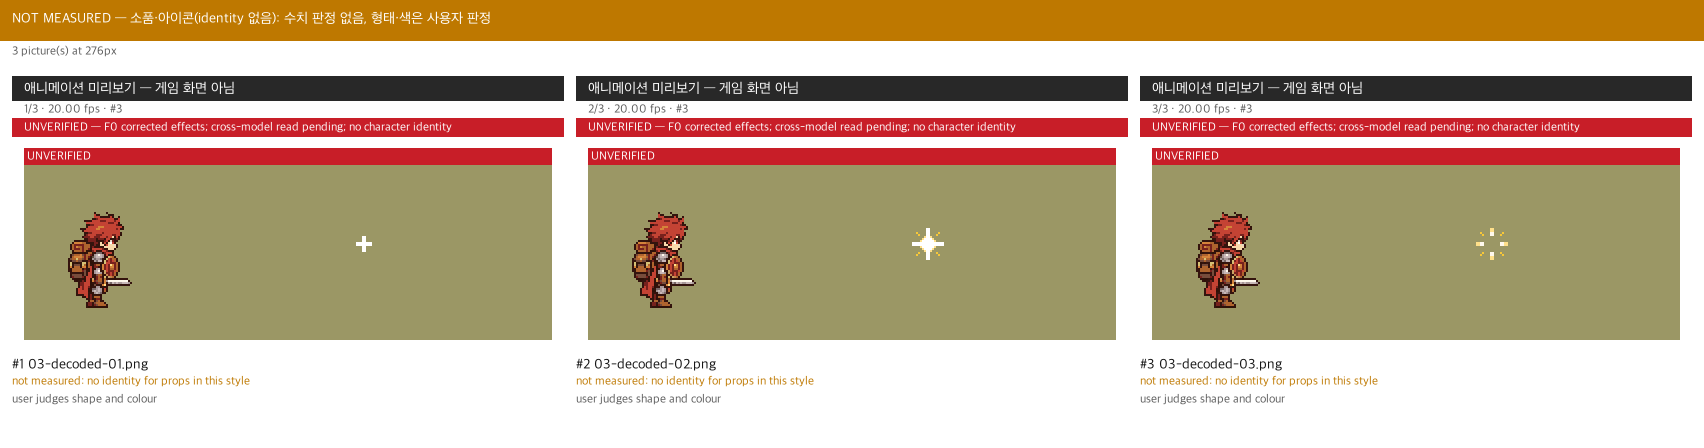 NOT MEASURED — 소품·아이콘(identity 없음): 수치 판정 없음, 형태·색은 사용자 판정
3 picture(s) at 276px
애니메이션 미리보기 — 게임 화면 아님
1/3 · 20.00 fps · #3
UNVERIFIED — F0 corrected effects; cross-model read pending; no character identity
UNVERIFIED
#1 03-decoded-01.png
not measured: no identity for props in this style
user judges shape and colour
애니메이션 미리보기 — 게임 화면 아님
2/3 · 20.00 fps · #3
UNVERIFIED — F0 corrected effects; cross-model read pending; no character identity
UNVERIFIED
#2 03-decoded-02.png
not measured: no identity for props in this style
user judges shape and colour
애니메이션 미리보기 — 게임 화면 아님
3/3 · 20.00 fps · #3
UNVERIFIED — F0 corrected effects; cross-model read pending; no character identity
UNVERIFIED
#3 03-decoded-03.png
not measured: no identity for props in this style
user judges shape and colour